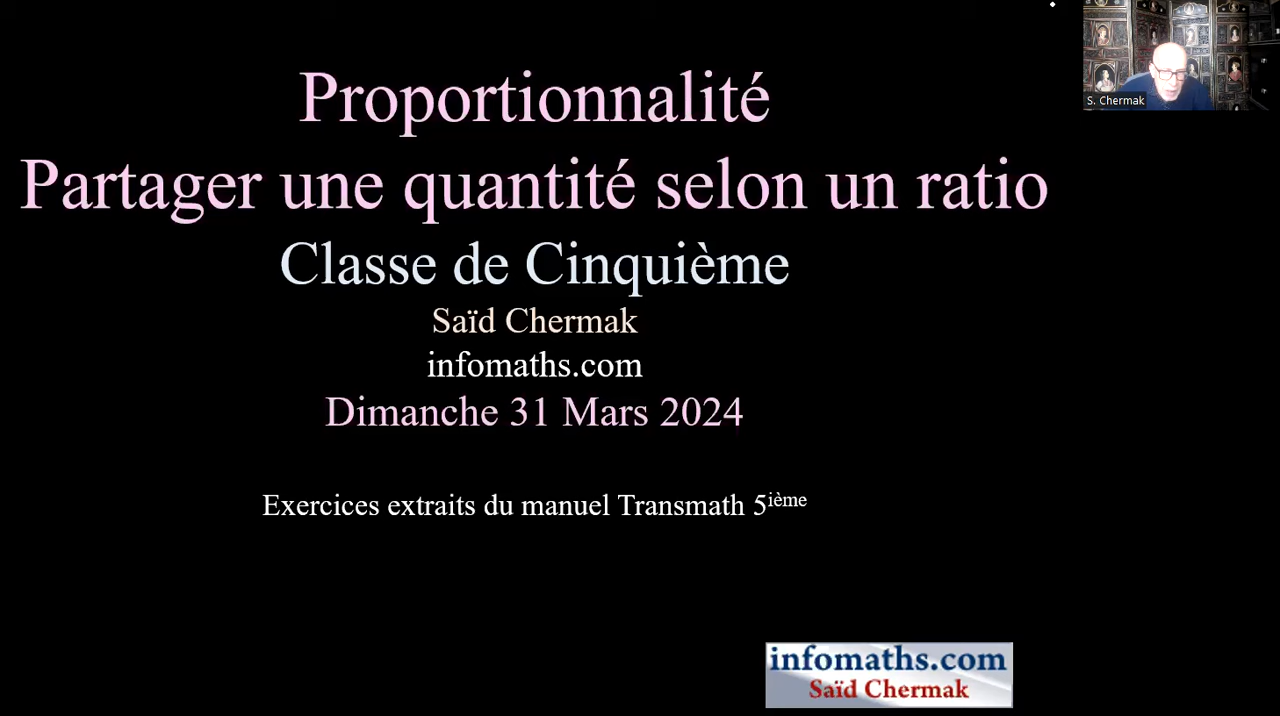 Proportionnalité
Partager une quantité selon un ratio
Classe de Cinquième
Saïd Chermak
infomaths.com
Dimanche 31 Mars 2024
Exercices extraits du manuel Transmath 5ième
infomaths.com
Saïd Chermak
S. Chermak